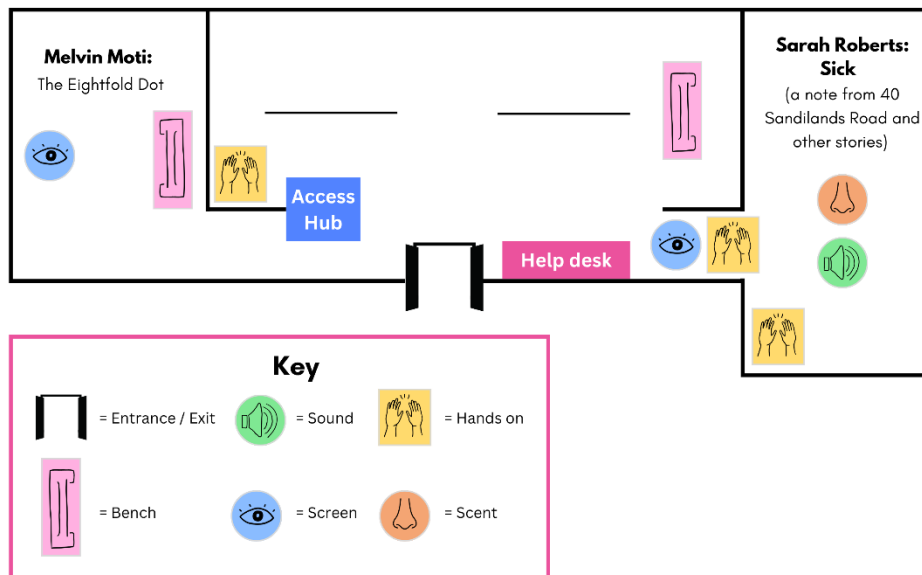 Melvin Moti:
The Eightfold Dot
Sarah Roberts:
Sick
(a note from 40
Sandilands Road and
other stories)
Access
Hub
Help desk
Key
= Entrance / Exit
= Sound
= Hands on
= Bench
= Screen
= Scent